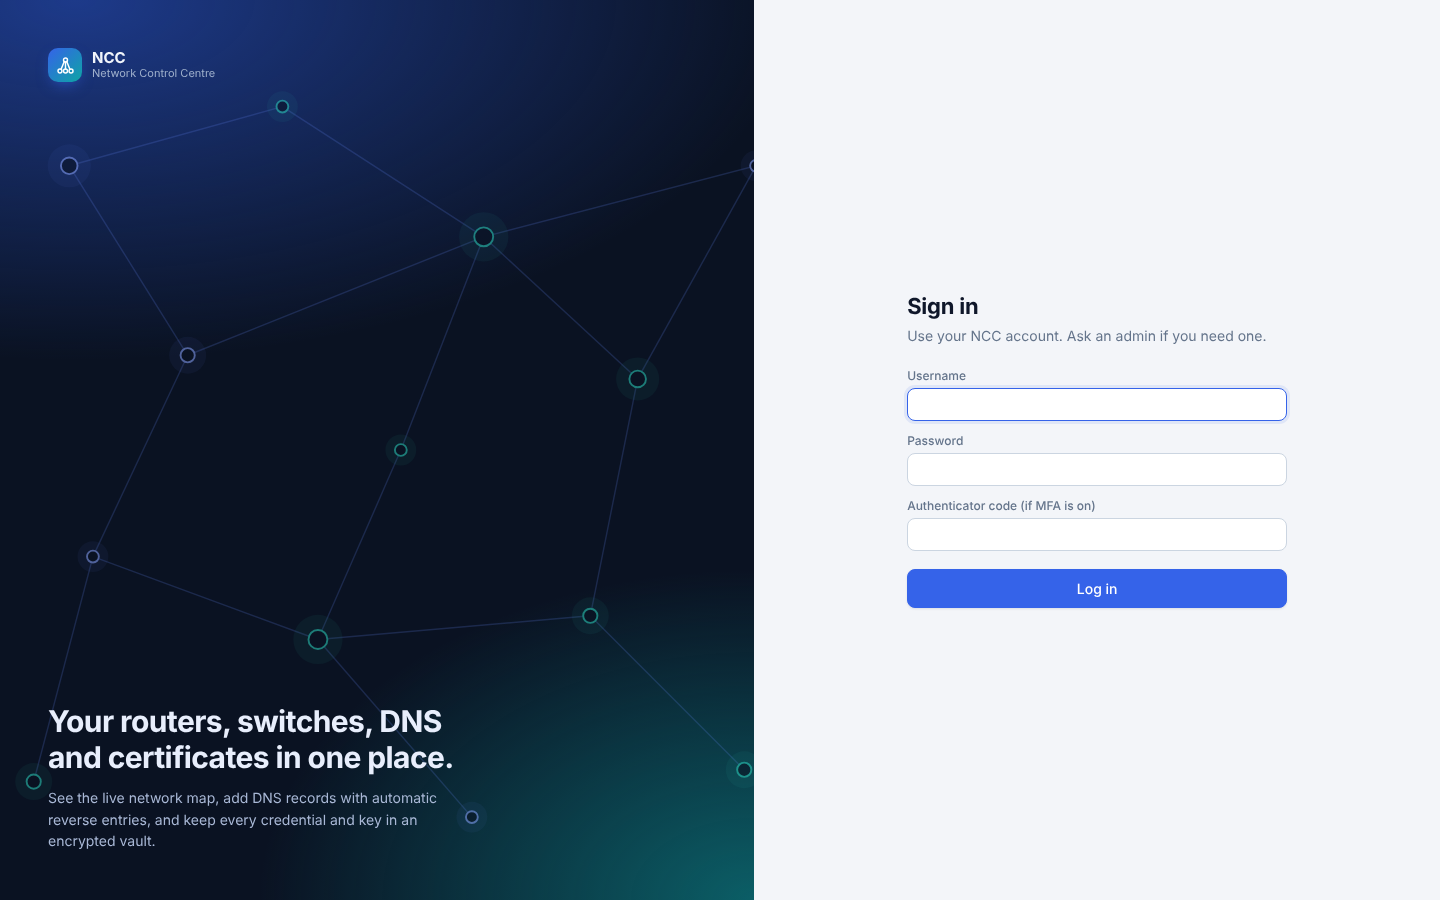 NCC
Network Control Centre
Your routers, switches, DNS
and certificates in one place.
See the live network map, add DNS records with automatic
reverse entries, and keep every credential and key in an
encrypted vault.
Sign in
Use your NCC account. Ask an admin if you need one.
Username
Password
Authenticator code (if MFA is on)
Log in